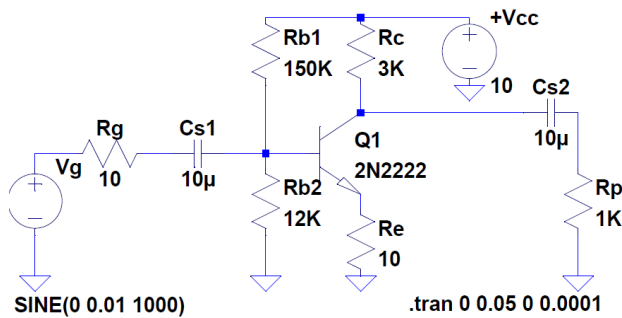 +Vcc
Rb1
150K
Rc
3K
10
Cs2
10µ
Rg
10
Cs1
10µ
Vg
Q1
2N2222
Rb2
12K
Re
10
Rp
1K
SINE(0 0.01 1000)
.tran 0 0.05 0 0.0001